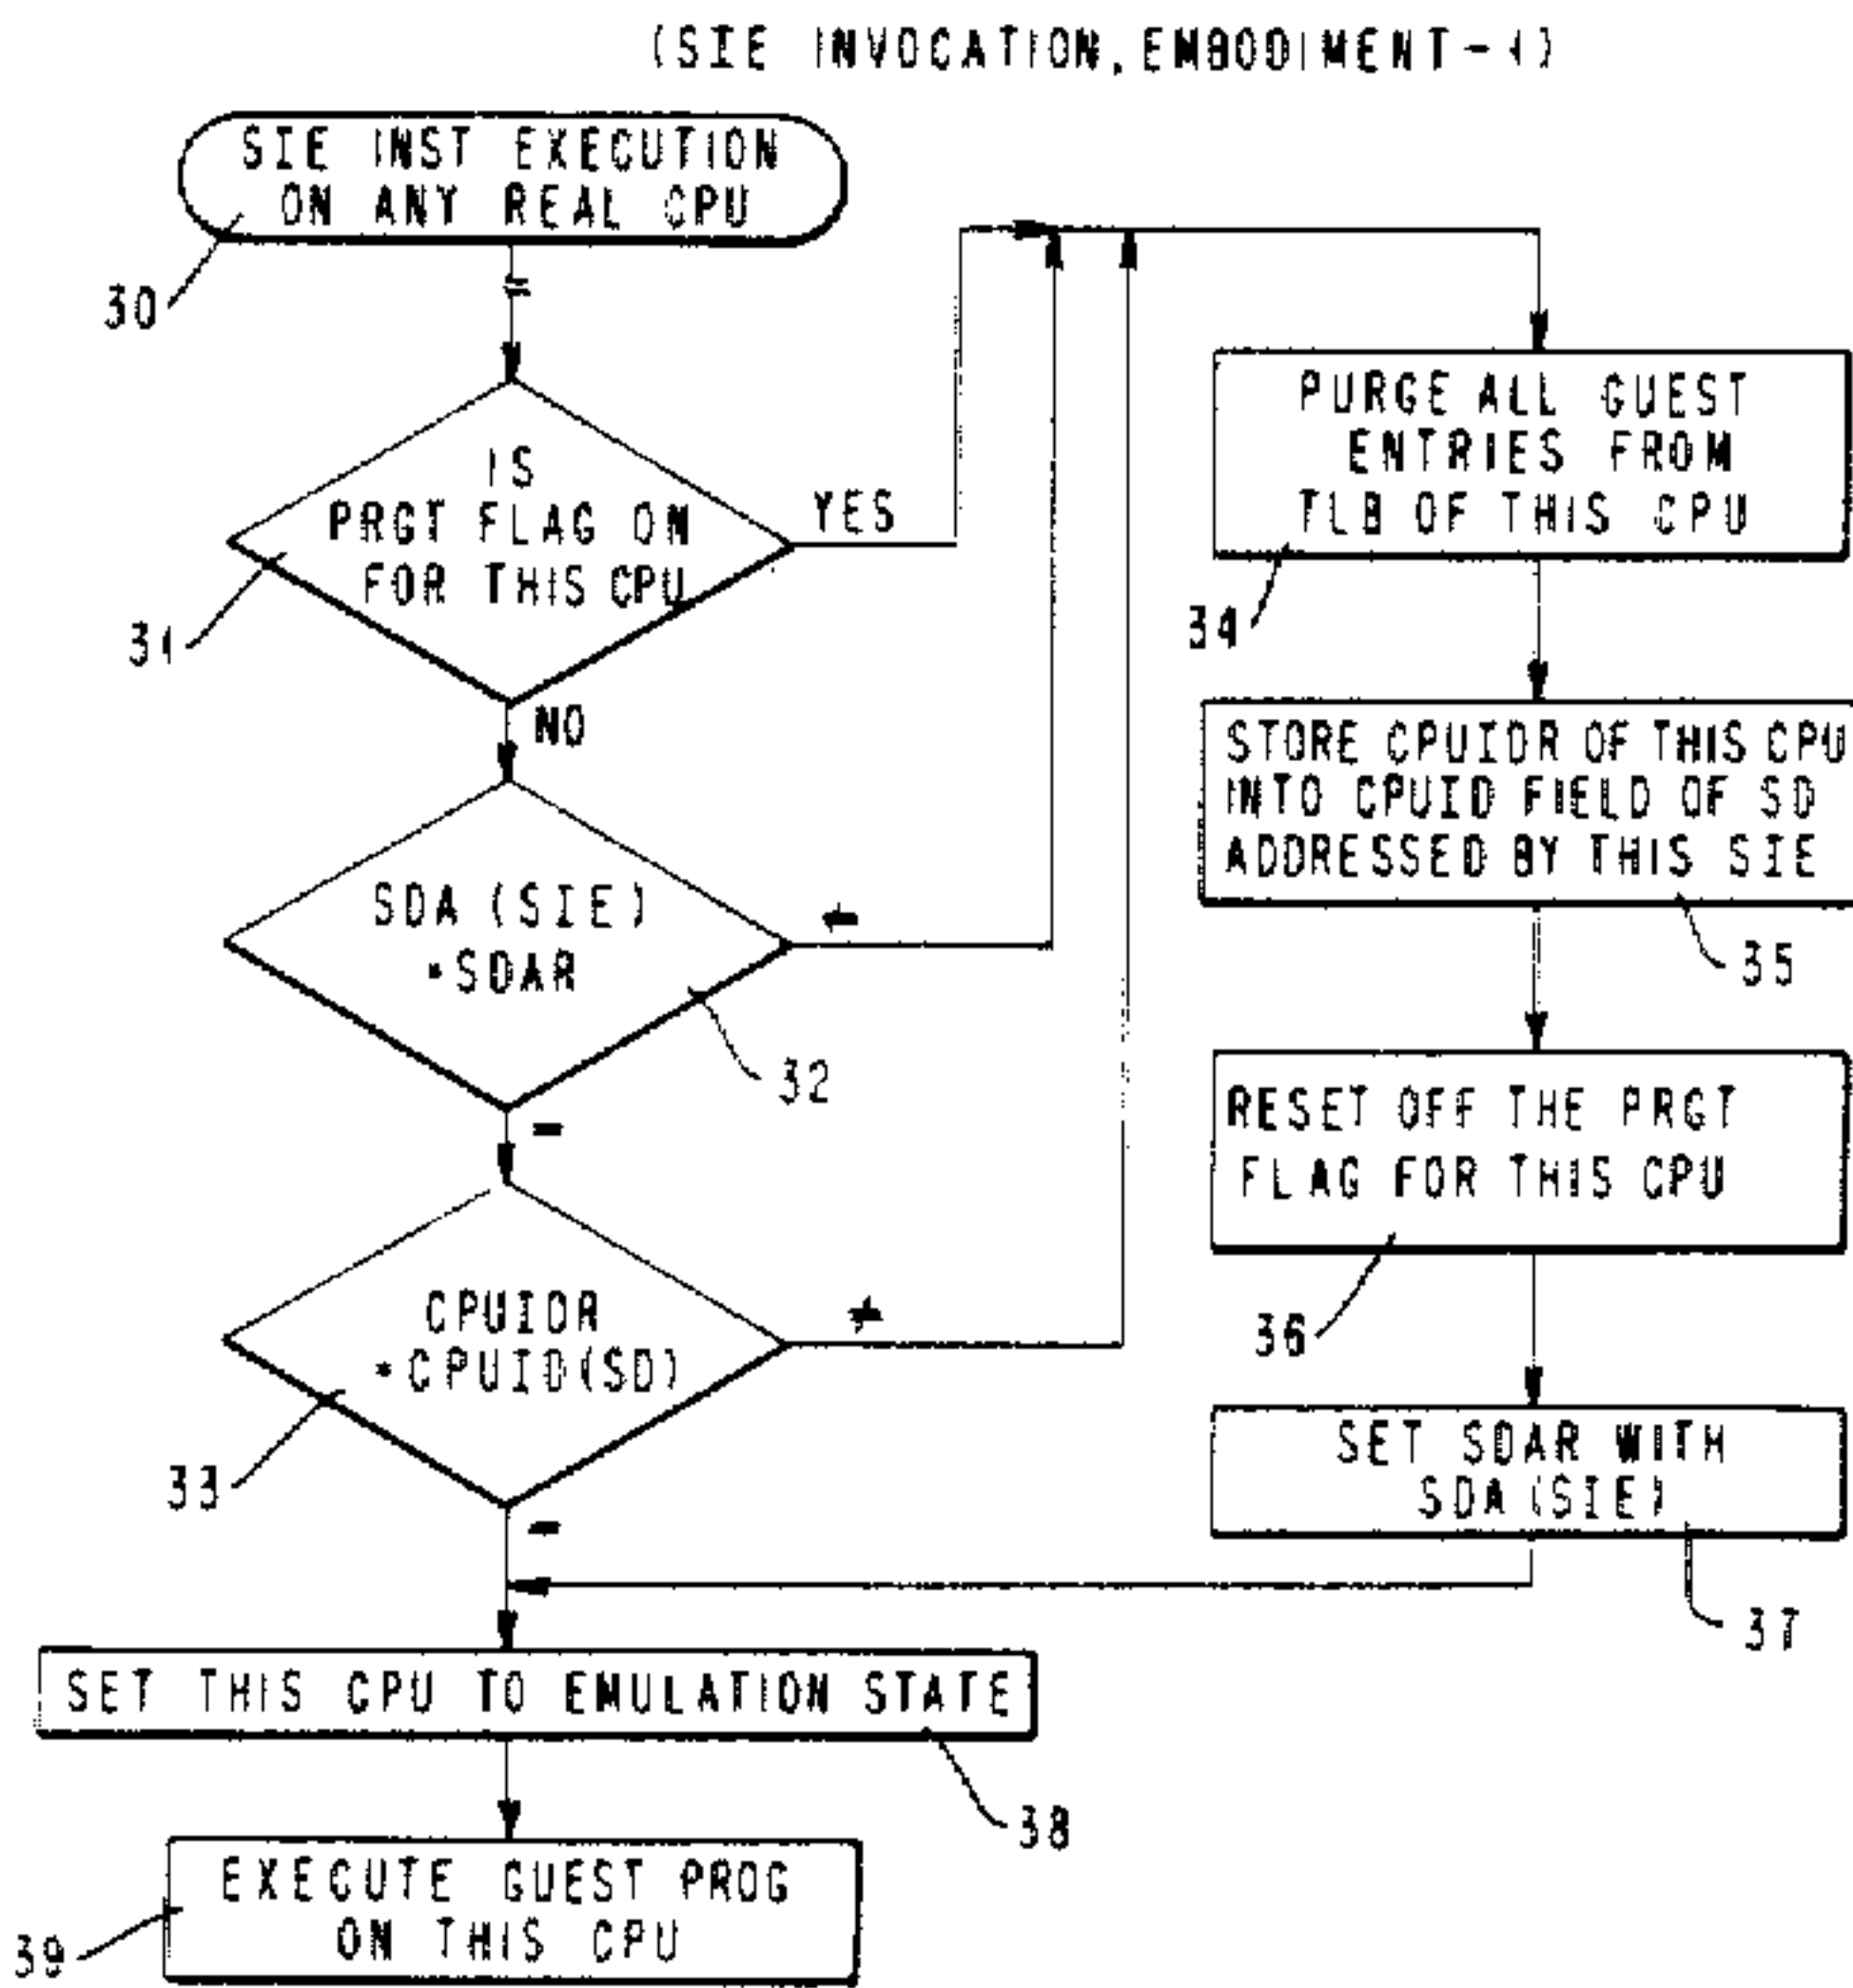 (SIE INVOCATION, EMBODIMENT-1)
SIE INST EXECUTION
ON ANY REAL CPU
30
=
IS
PRGT FLAG ON
FOR THIS CPU
YES
31
NO
SDA (SIE)
=SDAR
≠
32
=
CPUIDR
=CPUID(SD)
≠
33
=
PURGE ALL GUEST
ENTRIES FROM
TLB OF THIS CPU
34
STORE CPUIDR OF THIS CPU
INTO CPUID FIELD OF SD
ADDRESSED BY THIS SIE
35
RESET OFF THE PRGT
FLAG FOR THIS CPU
36
SET SDAR WITH
SDA (SIE)
37
SET THIS CPU TO EMULATION STATE
38
EXECUTE GUEST PROG
ON THIS CPU
39